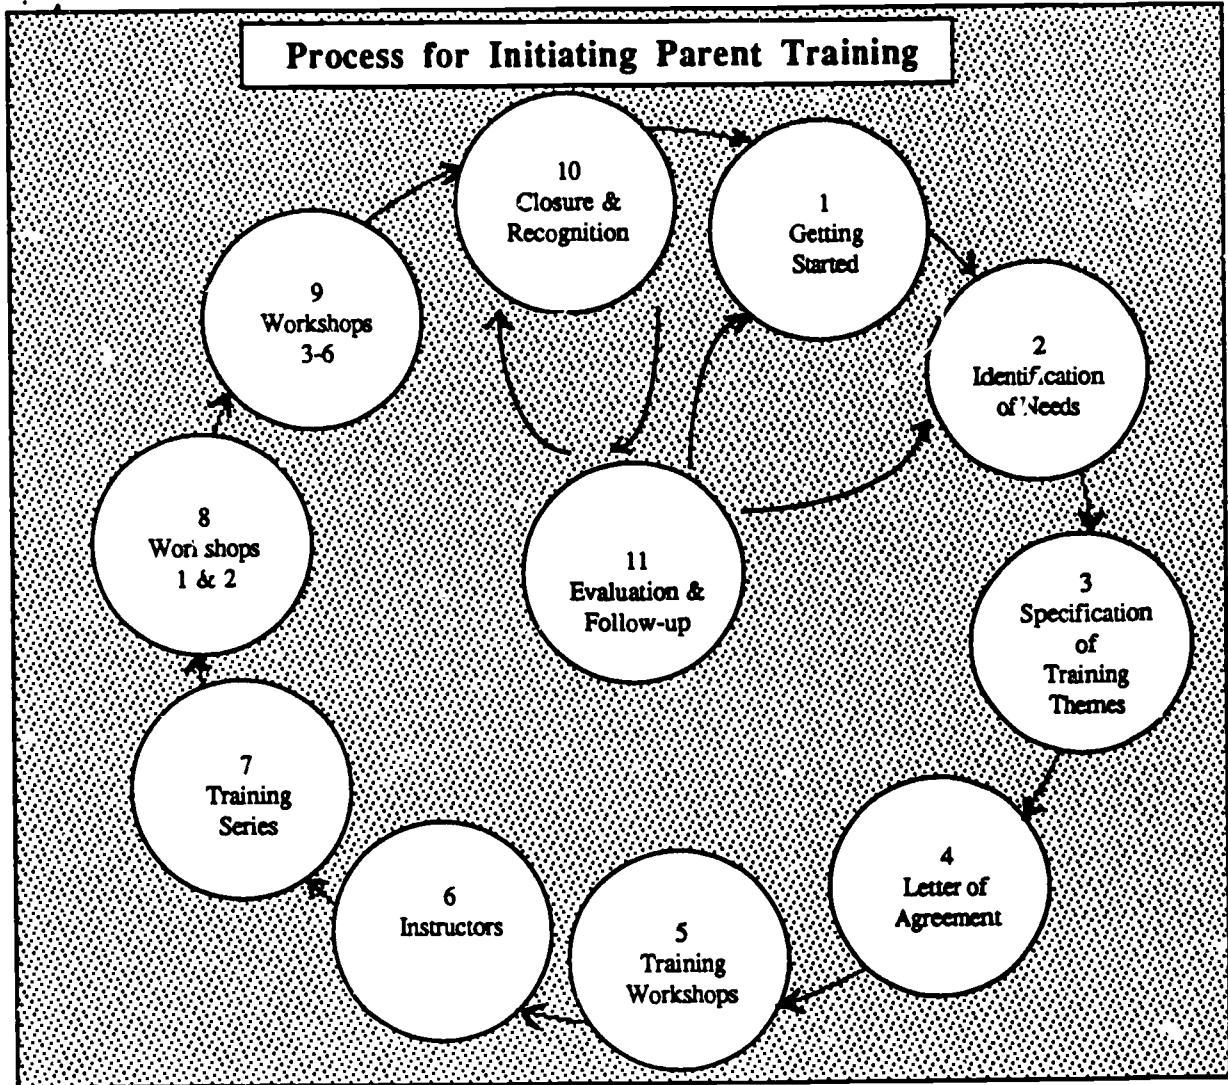 Process for Initiating Parent Training
10
Closure &
Recognition
1
Getting
Started
9
Workshops
3-6
2
Identification
of Needs
8
Workshops
1 & 2
11
Evaluation &
Follow-up
3
Specification
of
Training
Themes
7
Training
Series
4
Letter of
Agreement
6
Instructors
5
Training
Workshops